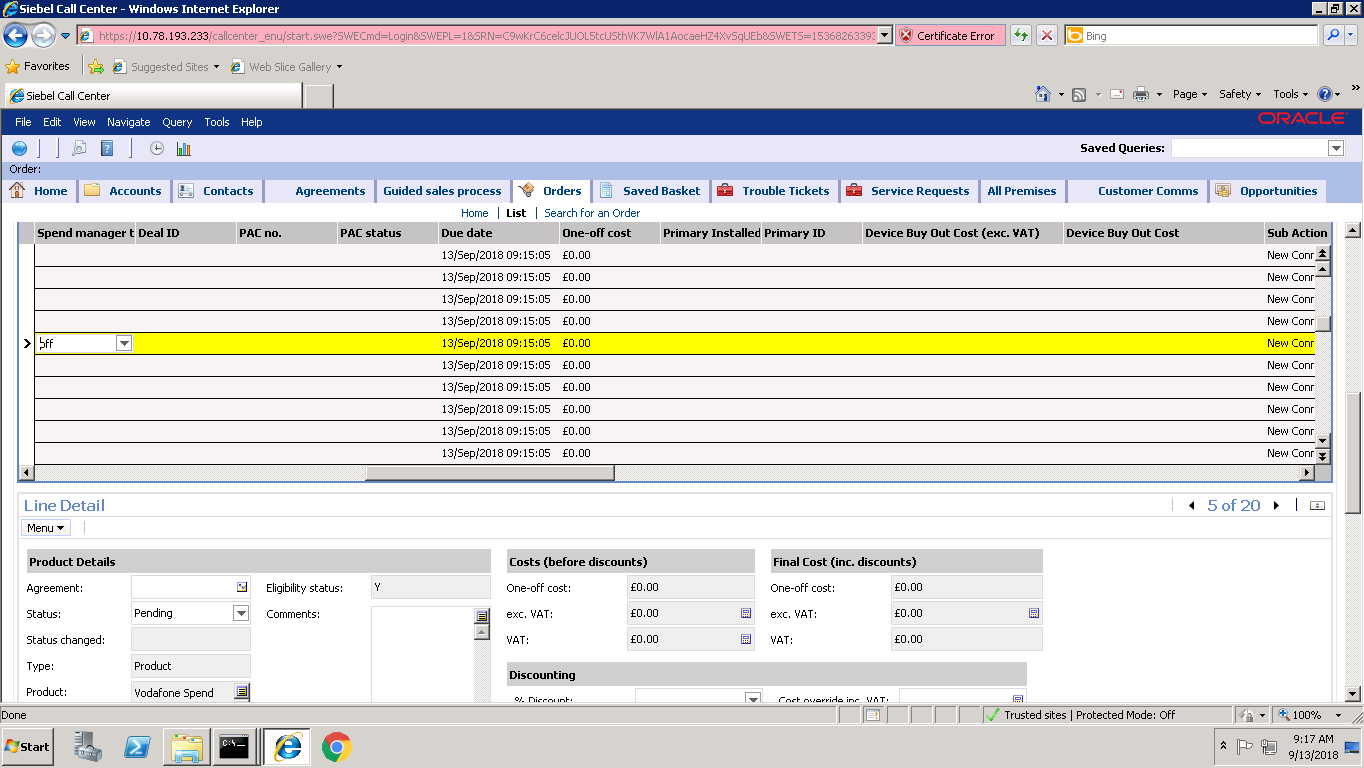 Siebel Call Center - Windows Internet Explorer
https://10.78.193.233/callcenter_enu/start.swe?SWECmd=Login&SWEPL=1&SRN=
Certificate Error
Bing
Favorites Suggested Sites Web Slice Gallery
Siebel Call Center
Page Safety Tools
File Edit View Navigate Query Tools Help
ORACLE
Saved Queries:
Order:
Home Accounts Contacts Agreements Guided sales process Orders Saved Basket Trouble Tickets Service Requests All Premises Customer Comms Opportunities
Home List Search for an Order
Spend manager t Deal ID PAC no. PAC status Due date One-off cost Primary Installed Primary ID Device Buy Out Cost (exc. VAT) Device Buy Out Cost Sub Action
13/Sep/2018 09:15:05 £0.00 New Conr
13/Sep/2018 09:15:05 £0.00 New Conr
13/Sep/2018 09:15:05 £0.00 New Conr
13/Sep/2018 09:15:05 £0.00 New Conr
off 13/Sep/2018 09:15:05 £0.00 New Conr
13/Sep/2018 09:15:05 £0.00 New Conr
13/Sep/2018 09:15:05 £0.00 New Conr
13/Sep/2018 09:15:05 £0.00 New Conr
13/Sep/2018 09:15:05 £0.00 New Conr
13/Sep/2018 09:15:05 £0.00 New Conr
Line Detail
5 of 20
Menu
Product Details Costs (before discounts) Final Cost (inc. discounts)
Agreement: Eligibility status: Y One-off cost: £0.00 One-off cost: £0.00
Status: Pending Comments: exc. VAT: £0.00 exc. VAT: £0.00
Status changed: VAT: £0.00 VAT: £0.00
Type: Product
Discounting
Product: Vodafone Spend
% Discount: Cost override inc. VAT:
Done Trusted sites | Protected Mode: Off 100%
Start
9:17 AM
9/13/2018